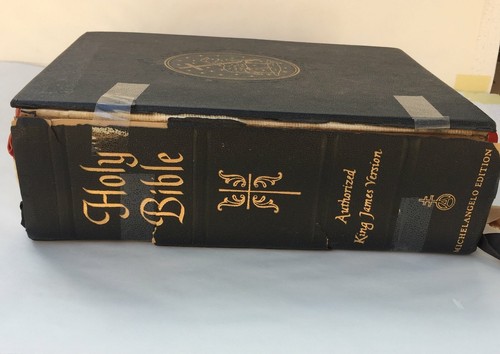 Holy
Bible
Authorized
King James Version
MICHELANGELO EDITION